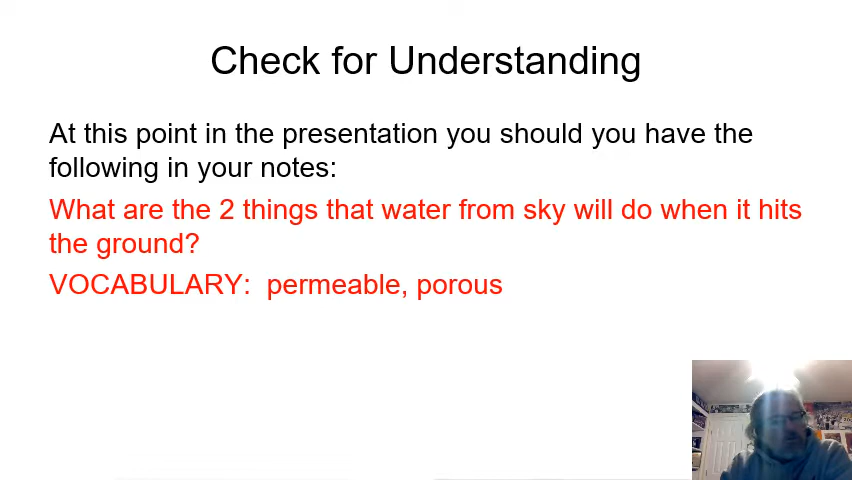 Check for Understanding
At this point in the presentation you should you have the
following in your notes:
What are the 2 things that water from sky will do when it hits
the ground?
VOCABULARY:  permeable, porous